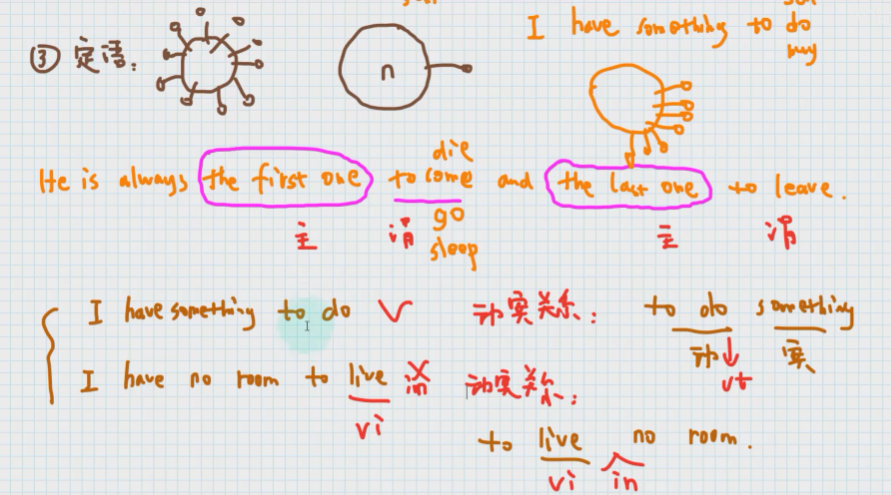 I have something to do
buy
③ 定语:
n
die
He is always the first one to come and the last one to leave.
go
sleep
主 谓 主 谓
I have something to do √ 动宾关系: to do something
动 宾
vt
I have no room to live in 动宾关系:
vi
to live no room.
vi in